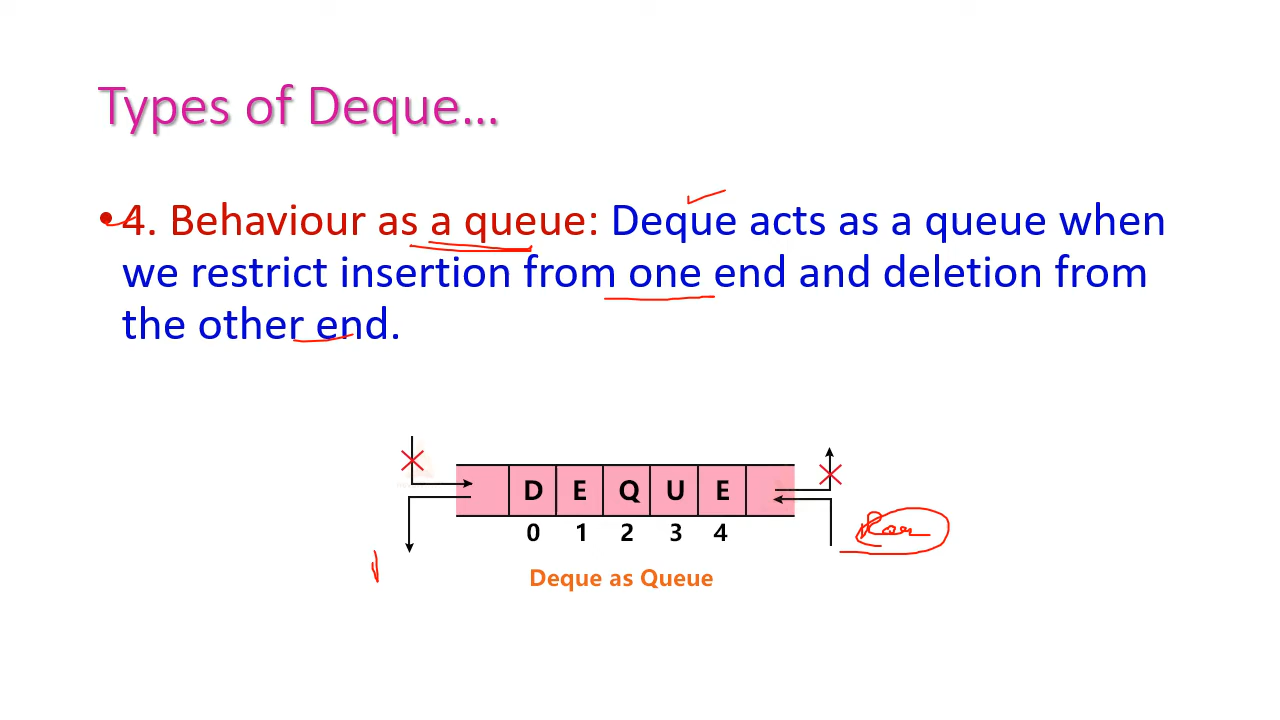 Types of Deque...
• 4. Behaviour as a queue: Deque acts as a queue when
we restrict insertion from one end and deletion from
the other end.
D E Q U E
0 1 2 3 4
Rear
Deque as Queue